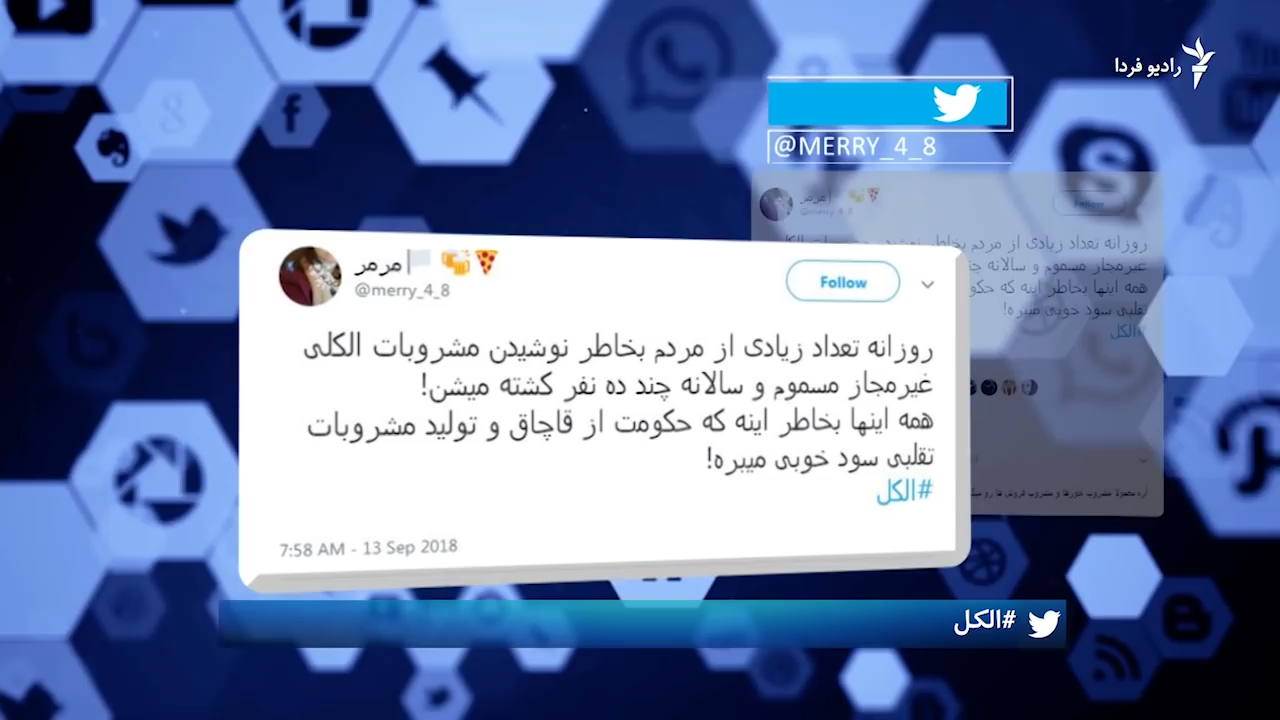 رادیو فردا
@MERRY_4_8
مرمر
@merry_4_8
Follow
روزانه تعداد زیادی از مردم بخاطر نوشیدن مشروبات الکلی
غیرمجاز مسموم و سالانه چند ده نفر کشته میشن!
همه اینها بخاطر اینه که حکومت از قاچاق و تولید مشروبات
تقلبی سود خوبی میبره!
#الکل
7:58 AM - 13 Sep 2018
#الکل